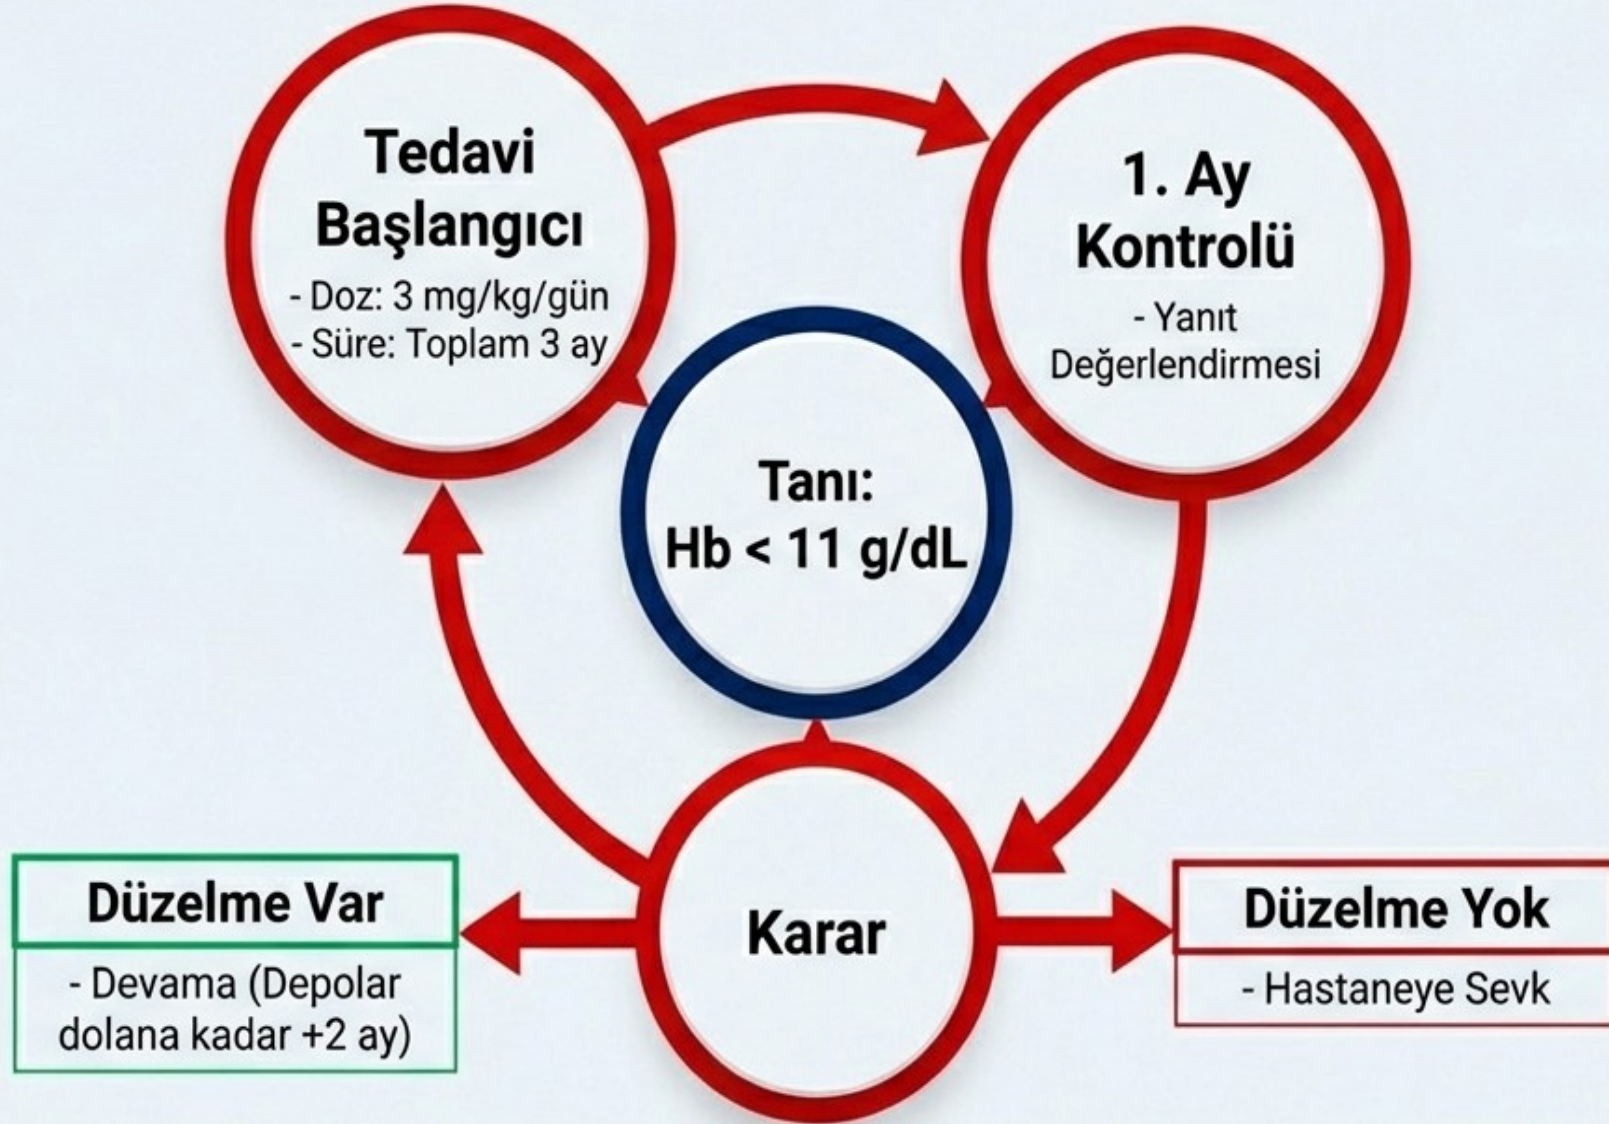 Tedavi
Başlangıcı
- Doz: 3 mg/kg/gün
- Süre: Toplam 3 ay
1. Ay
Kontrolü
- Yanıt
Değerlendirmesi
Tanı:
Hb < 11 g/dL
Karar
Düzelme Var
- Devama (Depolar
dolana kadar +2 ay)
Düzelme Yok
- Hastaneye Sevk